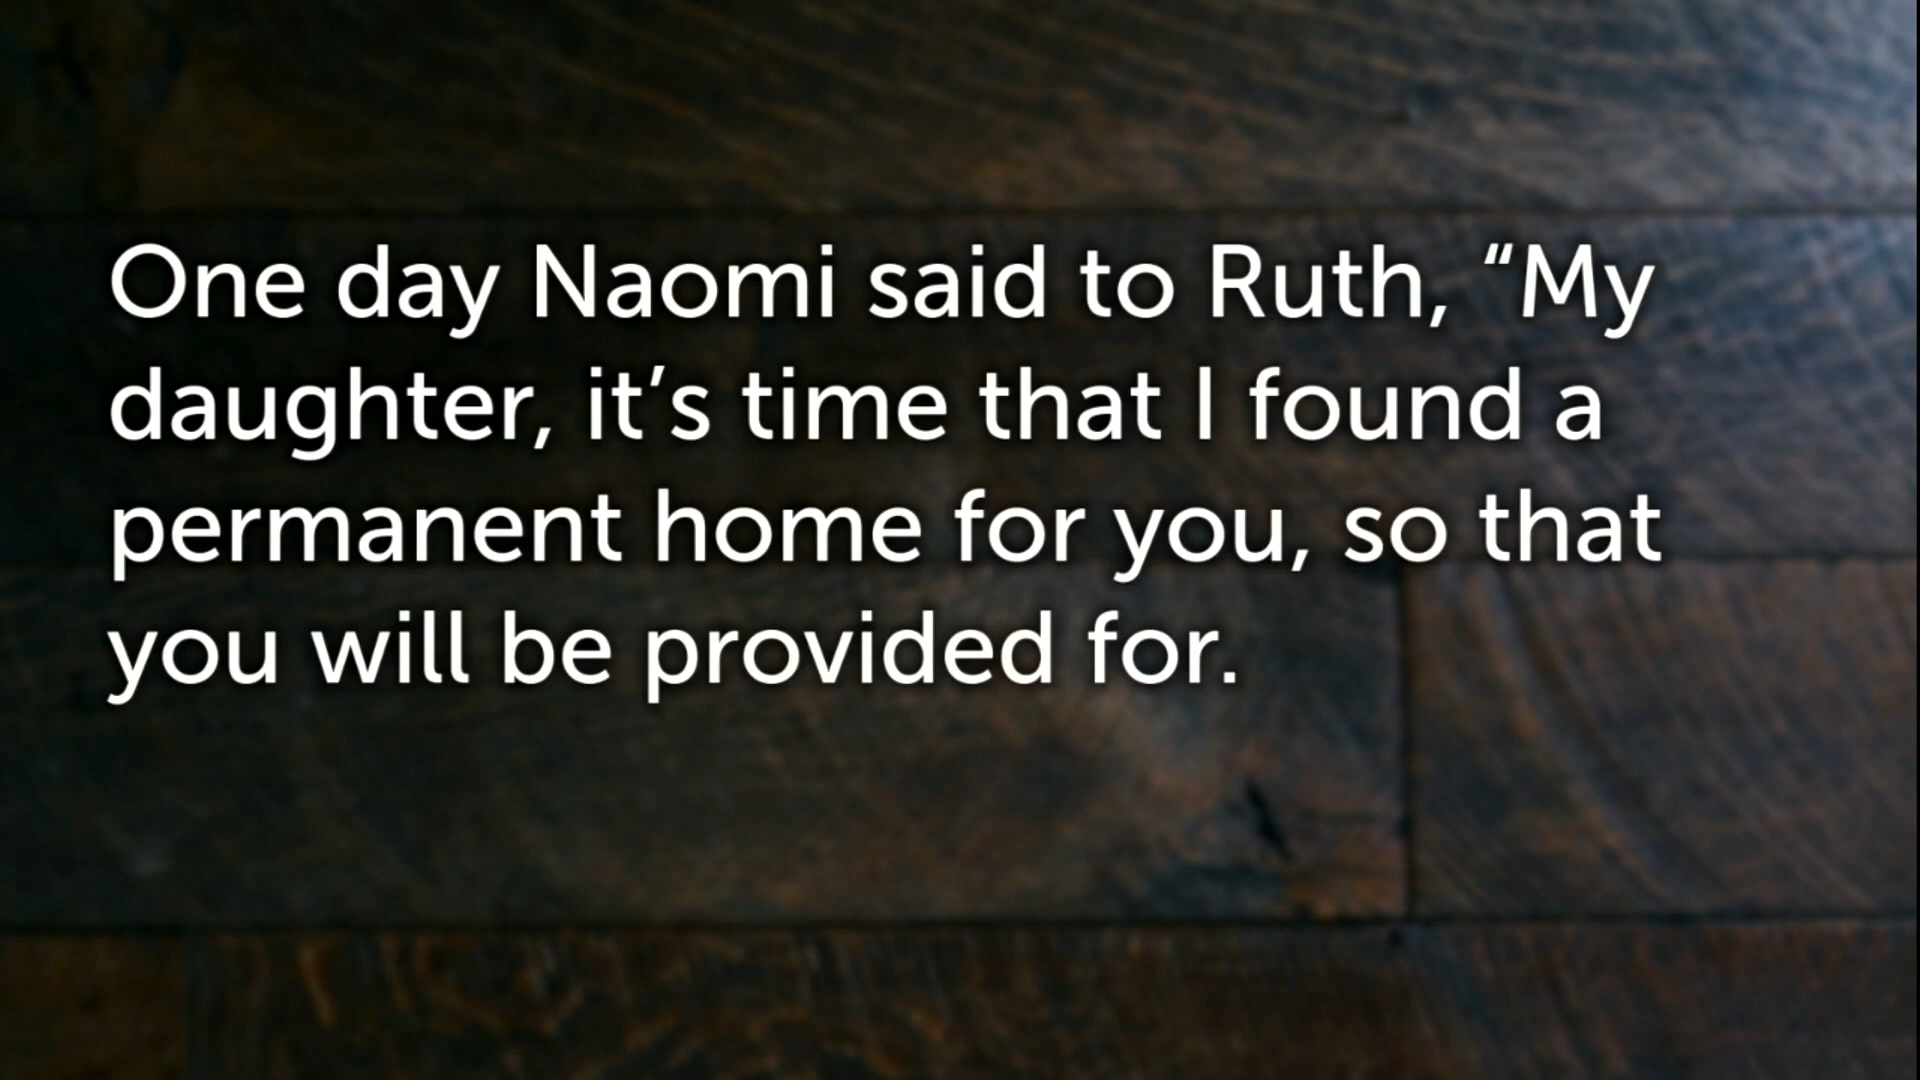 One day Naomi said to Ruth, “My
daughter, it’s time that I found a
permanent home for you, so that
you will be provided for.